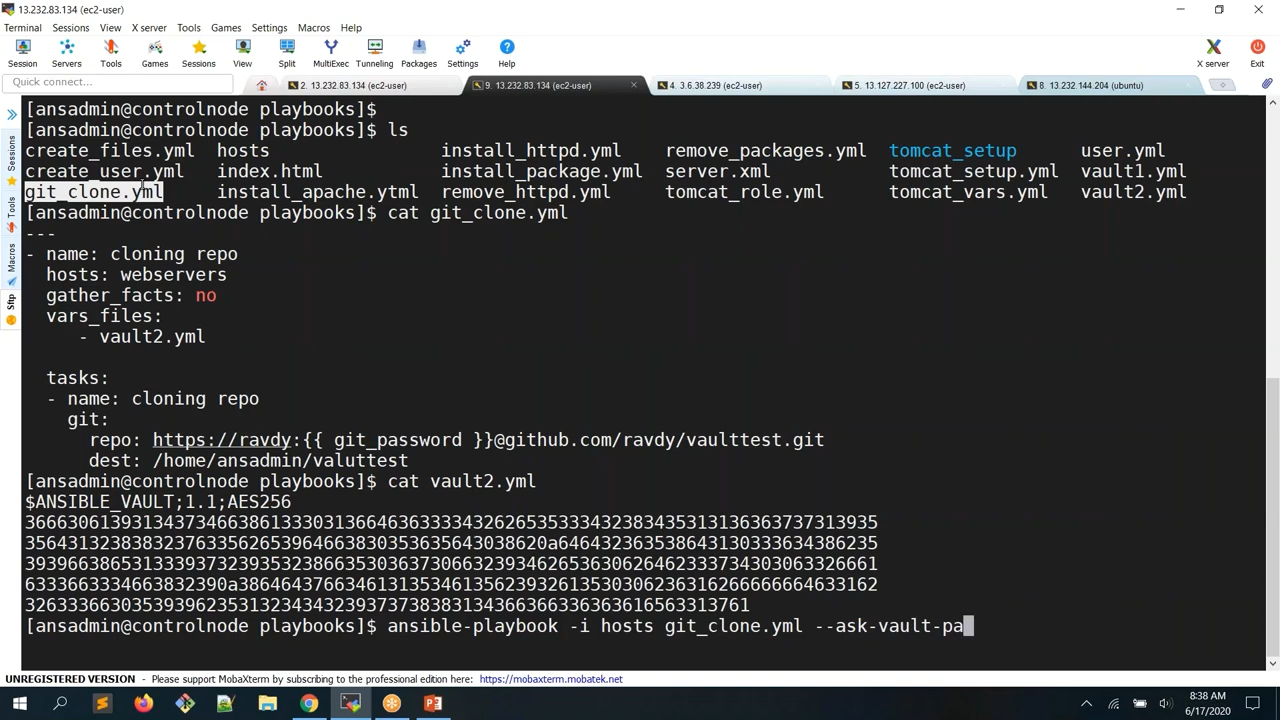 13.232.83.134 (ec2-user)
Terminal Sessions View X server Tools Games Settings Macros Help
Session Servers Tools Games Sessions View Split MultiExec Tunneling Packages Settings Help X server Exit
Quick connect...
2. 13.232.83.134 (ec2-user) 9. 13.232.83.134 (ec2-user) 4. 3.6.38.239 (ec2-user) 5. 13.127.227.100 (ec2-user) 8. 13.232.144.204 (ubuntu)
Sessions
Tools
Macros
Sftp
[ansadmin@controlnode playbooks]$
[ansadmin@controlnode playbooks]$ ls
create_files.yml hosts install_httpd.yml remove_packages.yml tomcat_setup user.yml
create_user.yml index.html install_package.yml server.xml tomcat_setup.yml vault1.yml
git_clone.yml install_apache.ytml remove_httpd.yml tomcat_role.yml tomcat_vars.yml vault2.yml
[ansadmin@controlnode playbooks]$ cat git_clone.yml
---
- name: cloning repo
hosts: webservers
gather_facts: no
vars_files:
- vault2.yml
tasks:
- name: cloning repo
git:
repo: https://ravdy:{{ git_password }}@github.com/ravdy/vaulttest.git
dest: /home/ansadmin/valuttest
[ansadmin@controlnode playbooks]$ cat vault2.yml
$ANSIBLE_VAULT;1.1;AES256
[ansadmin@controlnode playbooks]$ ansible-playbook -i hosts git_clone.yml --ask-vault-pa
UNREGISTERED VERSION - Please support MobaXterm by subscribing to the professional edition here: https://mobaxterm.mobatek.net
8:38 AM
6/17/2020